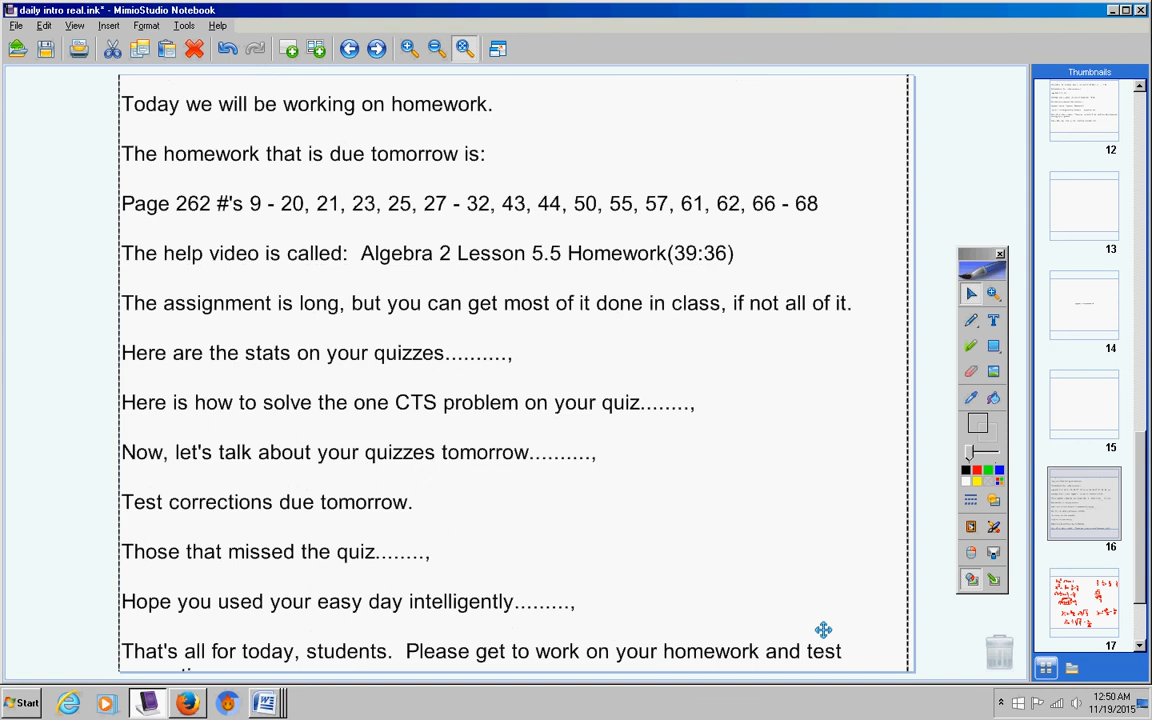 daily intro real.ink* - MimioStudio Notebook
File Edit View Insert Format Tools Help
Today we will be working on homework.
The homework that is due tomorrow is:
Page 262 #'s 9 - 20, 21, 23, 25, 27 - 32, 43, 44, 50, 55, 57, 61, 62, 66 - 68
The help video is called:  Algebra 2 Lesson 5.5 Homework(39:36)
The assignment is long, but you can get most of it done in class, if not all of it.
Here are the stats on your quizzes..........,
Here is how to solve the one CTS problem on your quiz........,
Now, let's talk about your quizzes tomorrow..........,
Test corrections due tomorrow.
Those that missed the quiz........,
Hope you used your easy day intelligently.........,
That's all for today, students.  Please get to work on your homework and test
Thumbnails
12
13
14
15
16
17
Start
12:50 AM
11/19/2015